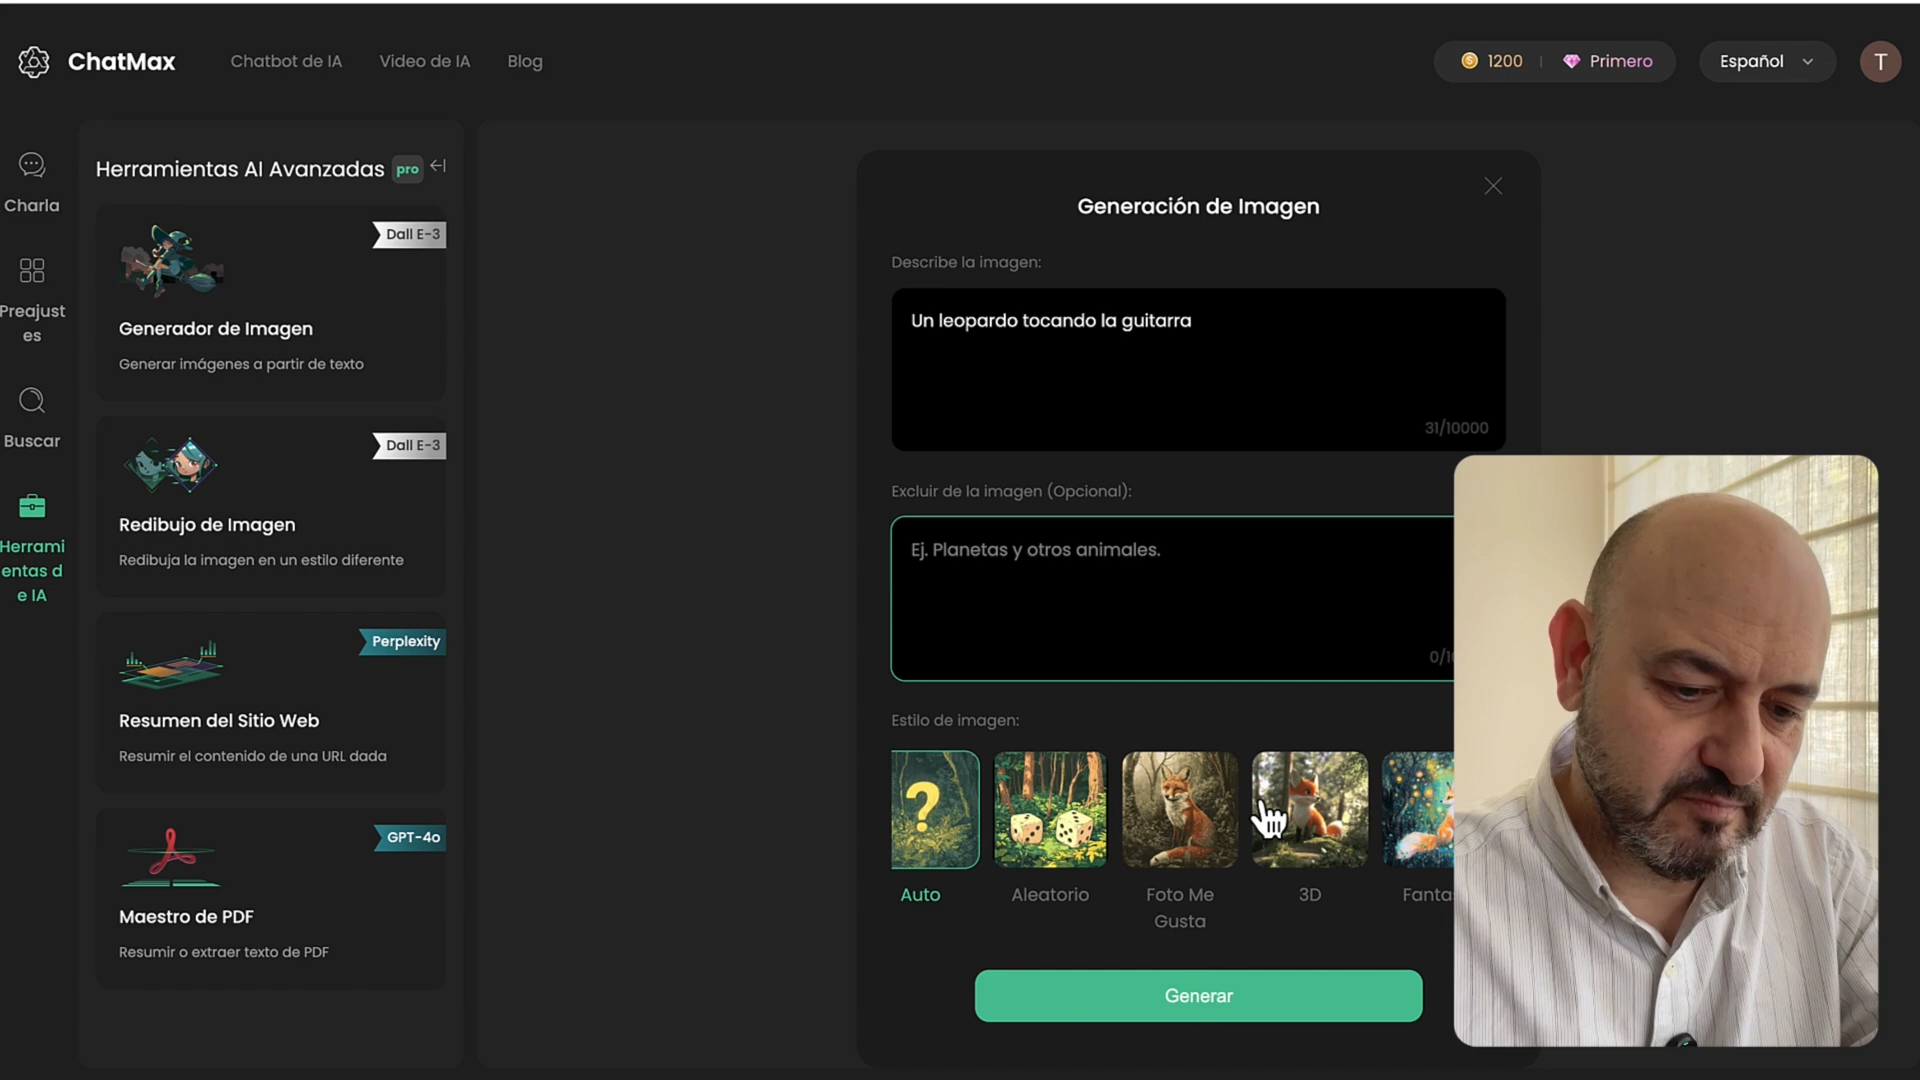 ChatMax
Chatbot de IA
Video de IA
Blog
1200
Primero
Español
T
Charla
Preajust
es
Buscar
Herrami
entas d
e IA
Herramientas AI Avanzadas pro
Dall E-3
Generador de Imagen
Generar imágenes a partir de texto
Dall E-3
Redibujo de Imagen
Redibuja la imagen en un estilo diferente
Perplexity
Resumen del Sitio Web
Resumir el contenido de una URL dada
GPT-4o
Maestro de PDF
Resumir o extraer texto de PDF
Generación de Imagen
Describe la imagen:
Un leopardo tocando la guitarra
31/10000
Excluir de la imagen (Opcional):
Ej. Planetas y otros animales.
Estilo de imagen:
?
Auto
Aleatorio
Foto Me
Gusta
3D
Generar